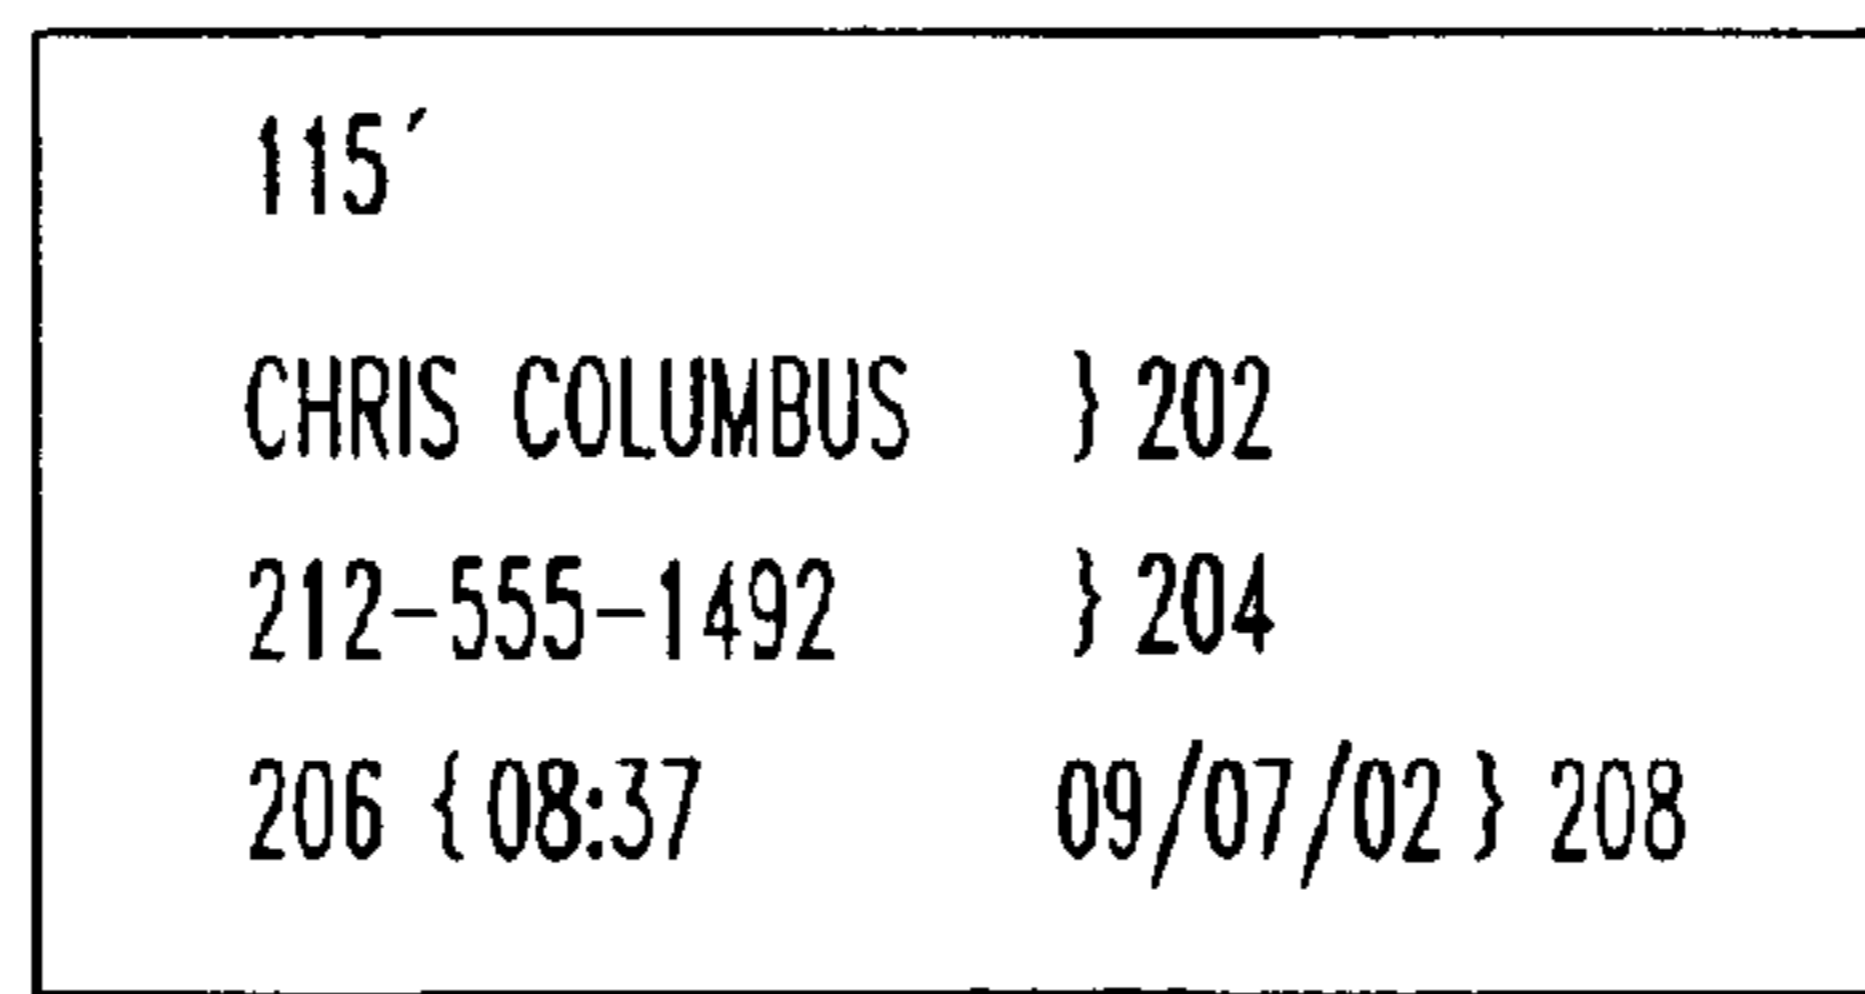 115′
CHRIS COLUMBUS } 202
212-555-1492 } 204
206 { 08:37 09/07/02 } 208